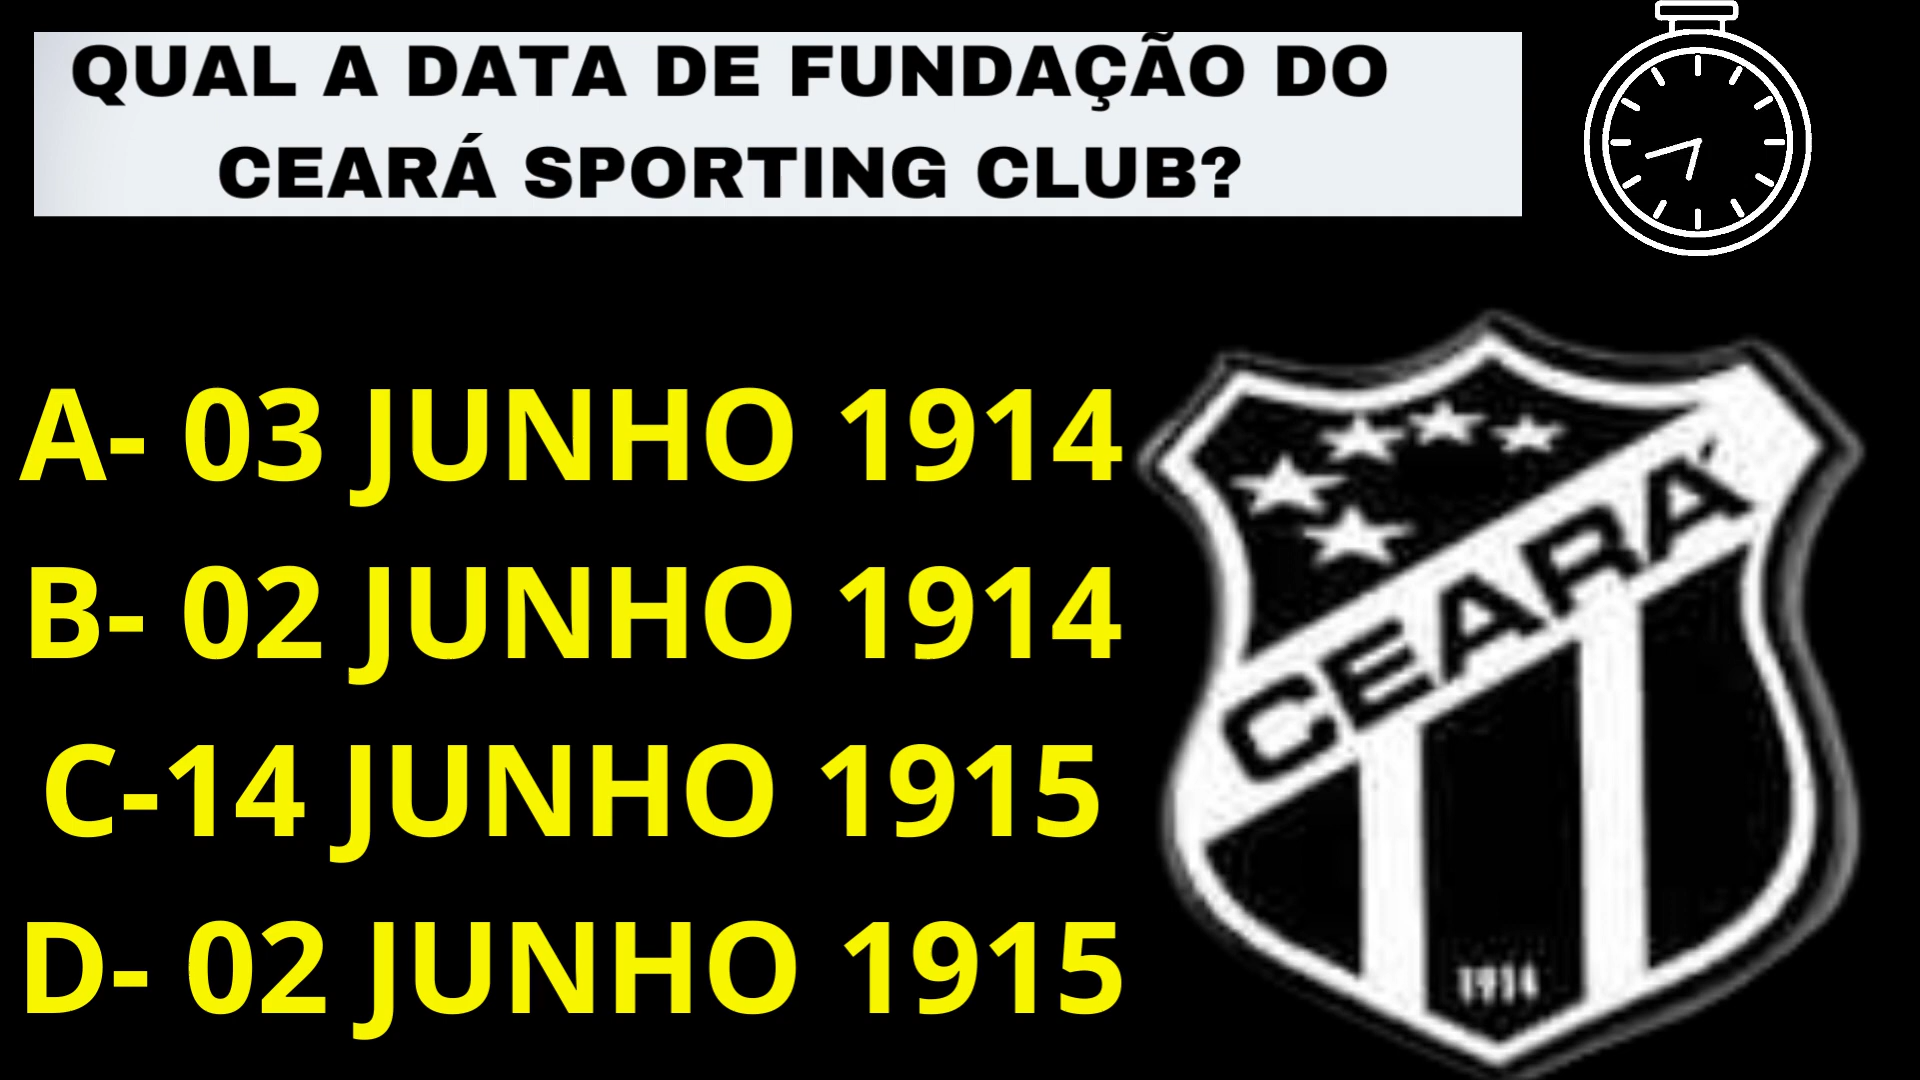 QUAL A DATA DE FUNDAÇÃO DO
CEARÁ SPORTING CLUB?
A- 03 JUNHO 1914
B- 02 JUNHO 1914
C-14 JUNHO 1915
D- 02 JUNHO 1915
CEARÁ
1914